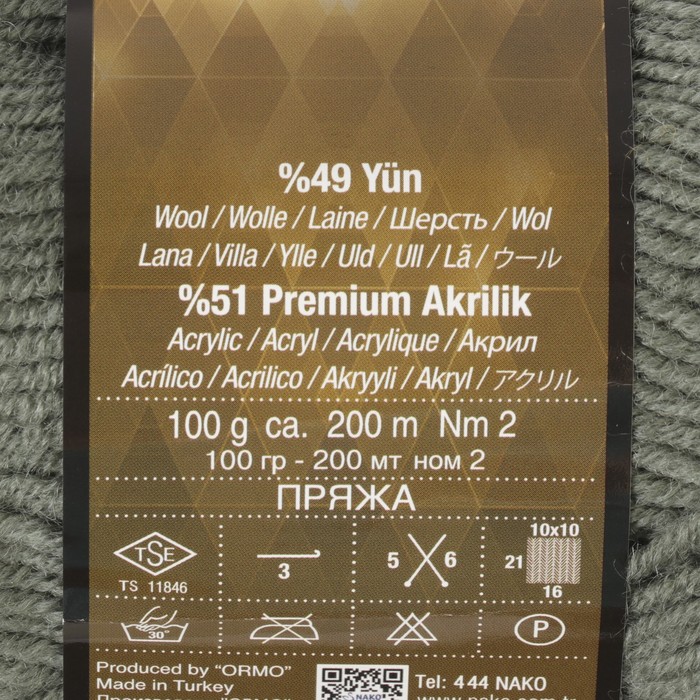 %49 Yün
Wool / Wolle / Laine / Шерсть / Wol
Lana / Villa / Ylle / Uld / Ull / Lã / ウール
%51 Premium Akrilik
Acrylic / Acryl / Acrylique / Акрил
Acrílico / Acrilico / Akryyli / Akryl / アクリル
100 g ca. 200 m Nm 2
100 гр - 200 мт ном 2
ПРЯЖА
10x10
TSE 3 5 6 21
TS 11846 16
30° P
Produced by "ORMO" Tel: 4 44 NAKO
Made in Turkey NAKO